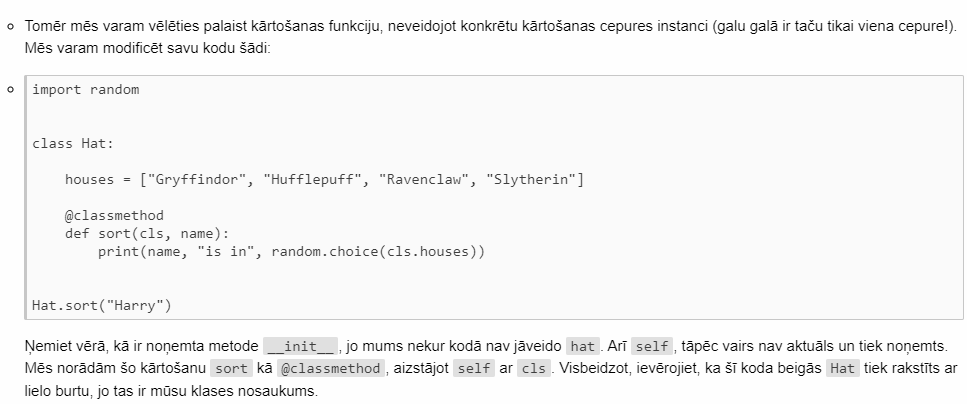 Tomēr mēs varam vēlēties palaist kārtošanas funkciju, neveidojot konkrētu kārtošanas cepures instanci (galu galā ir taču tikai viena cepure!).
Mēs varam modificēt savu kodu šādi:
import random
class Hat:
    houses = ["Gryffindor", "Hufflepuff", "Ravenclaw", "Slytherin"]
    @classmethod
    def sort(cls, name):
        print(name, "is in", random.choice(cls.houses))
Hat.sort("Harry")
Ņemiet vērā, kā ir noņemta metode __init__, jo mums nekur kodā nav jāveido hat. Arī self, tāpēc vairs nav aktuāls un tiek noņemts.
Mēs norādām šo kārtošanu sort kā @classmethod, aizstājot self ar cls. Visbeidzot, ievērojiet, ka šī koda beigās Hat tiek rakstīts ar
lielo burtu, jo tas ir mūsu klases nosaukums.